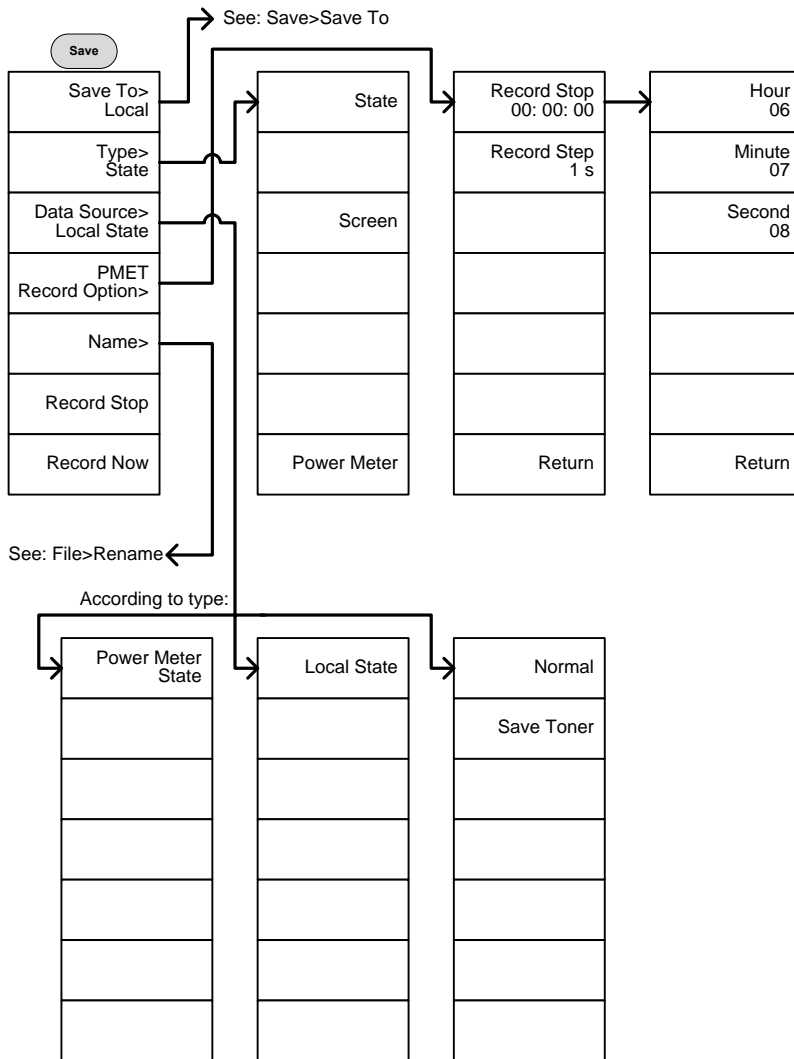 See: Save>Save To
Save
Save To>
Local
Type>
State
Data Source>
Local State
PMET
Record Option>
Name>
Record Stop
Record Now
State
Screen
Power Meter
Record Stop
00: 00: 00
Record Step
1 s
Return
Hour
06
Minute
07
Second
08
Return
See: File>Rename
According to type:
Power Meter
State
Local State
Normal
Save Toner